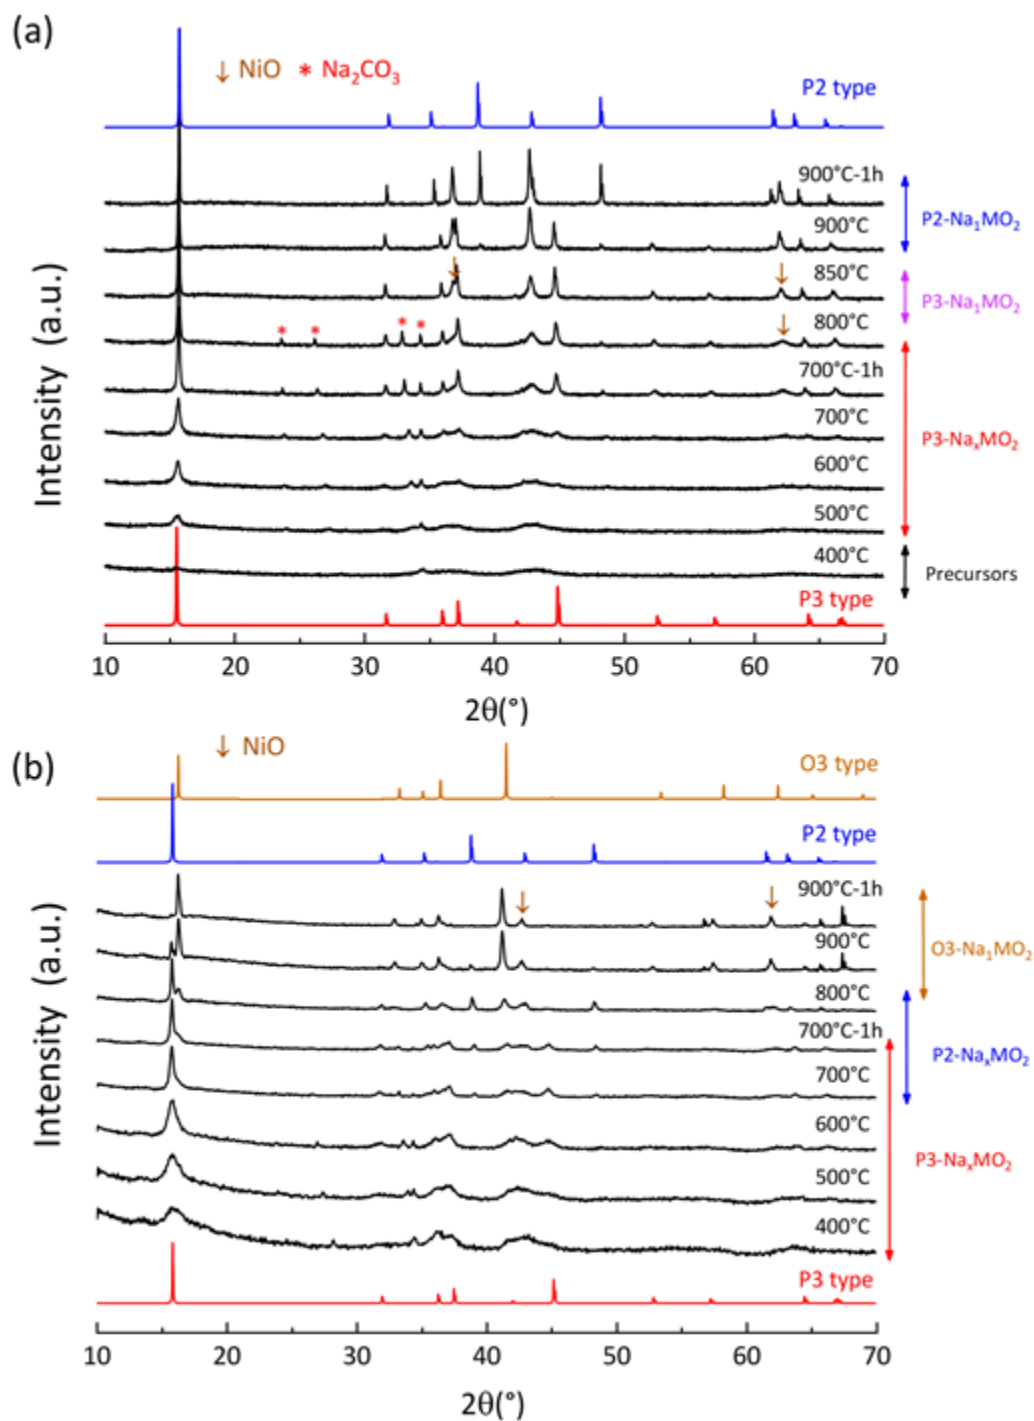 (a)
↓ NiO * Na₂CO₃
P2 type
900°C-1h
P2-Na₁MO₂
900°C
850°C
P3-Na₁MO₂
800°C
700°C-1h
700°C
P3-NaₓMO₂
600°C
500°C
400°C
Precursors
P3 type
Intensity (a.u.)
10 20 30 40 50 60 70
2θ(°)
(b)
↓ NiO
O3 type
P2 type
900°C-1h
900°C
O3-Na₁MO₂
800°C
700°C-1h
P2-NaₓMO₂
700°C
600°C
P3-NaₓMO₂
500°C
400°C
P3 type
Intensity (a.u.)
10 20 30 40 50 60 70
2θ(°)